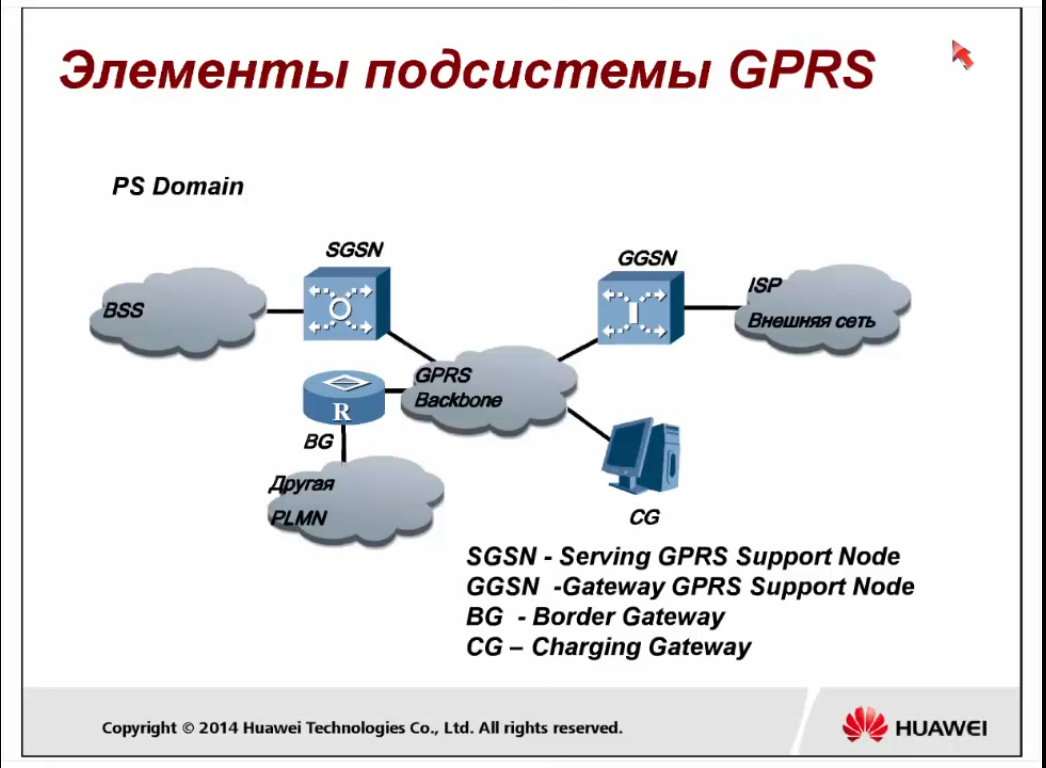 Элементы подсистемы GPRS
PS Domain
SGSN
GGSN
BSS
ISP
Внешняя сеть
GPRS
Backbone
R
BG
Другая
PLMN
CG
SGSN - Serving GPRS Support Node
GGSN -Gateway GPRS Support Node
BG - Border Gateway
CG – Charging Gateway
Copyright © 2014 Huawei Technologies Co., Ltd. All rights reserved.
HUAWEI